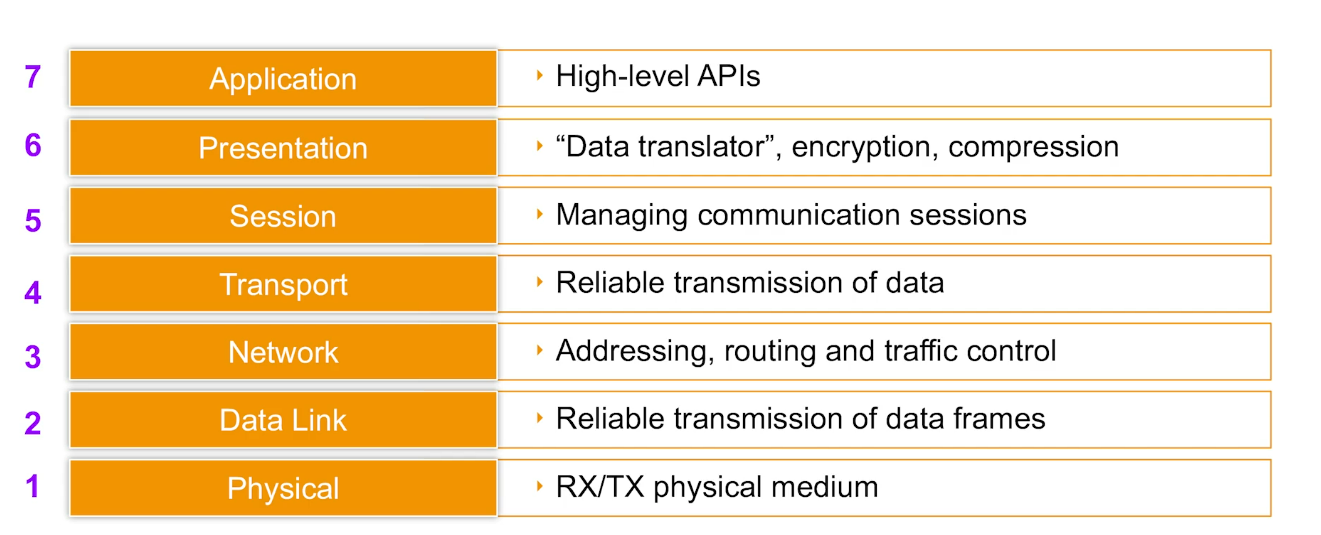 7 Application High-level APIs
6 Presentation “Data translator”, encryption, compression
5 Session Managing communication sessions
4 Transport Reliable transmission of data
3 Network Addressing, routing and traffic control
2 Data Link Reliable transmission of data frames
1 Physical RX/TX physical medium